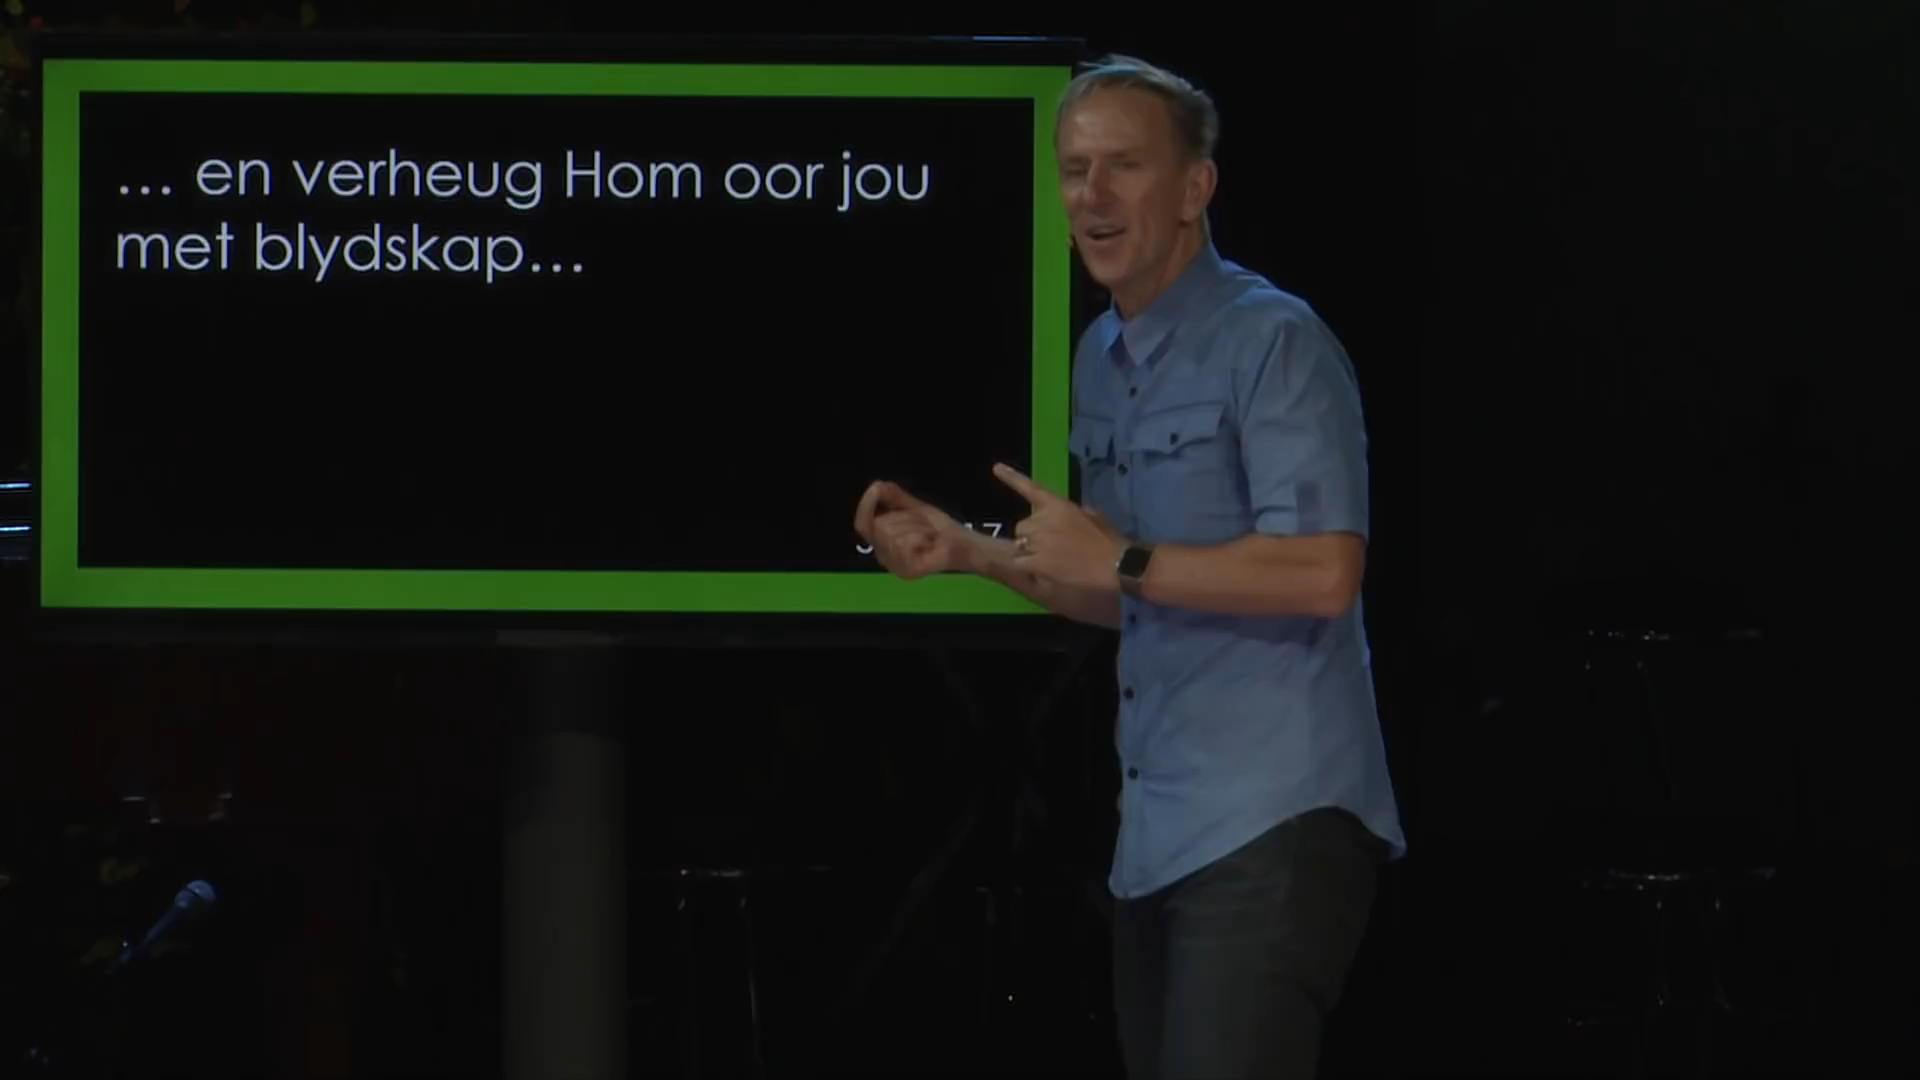 … en verheug Hom oor jou
met blydskap…